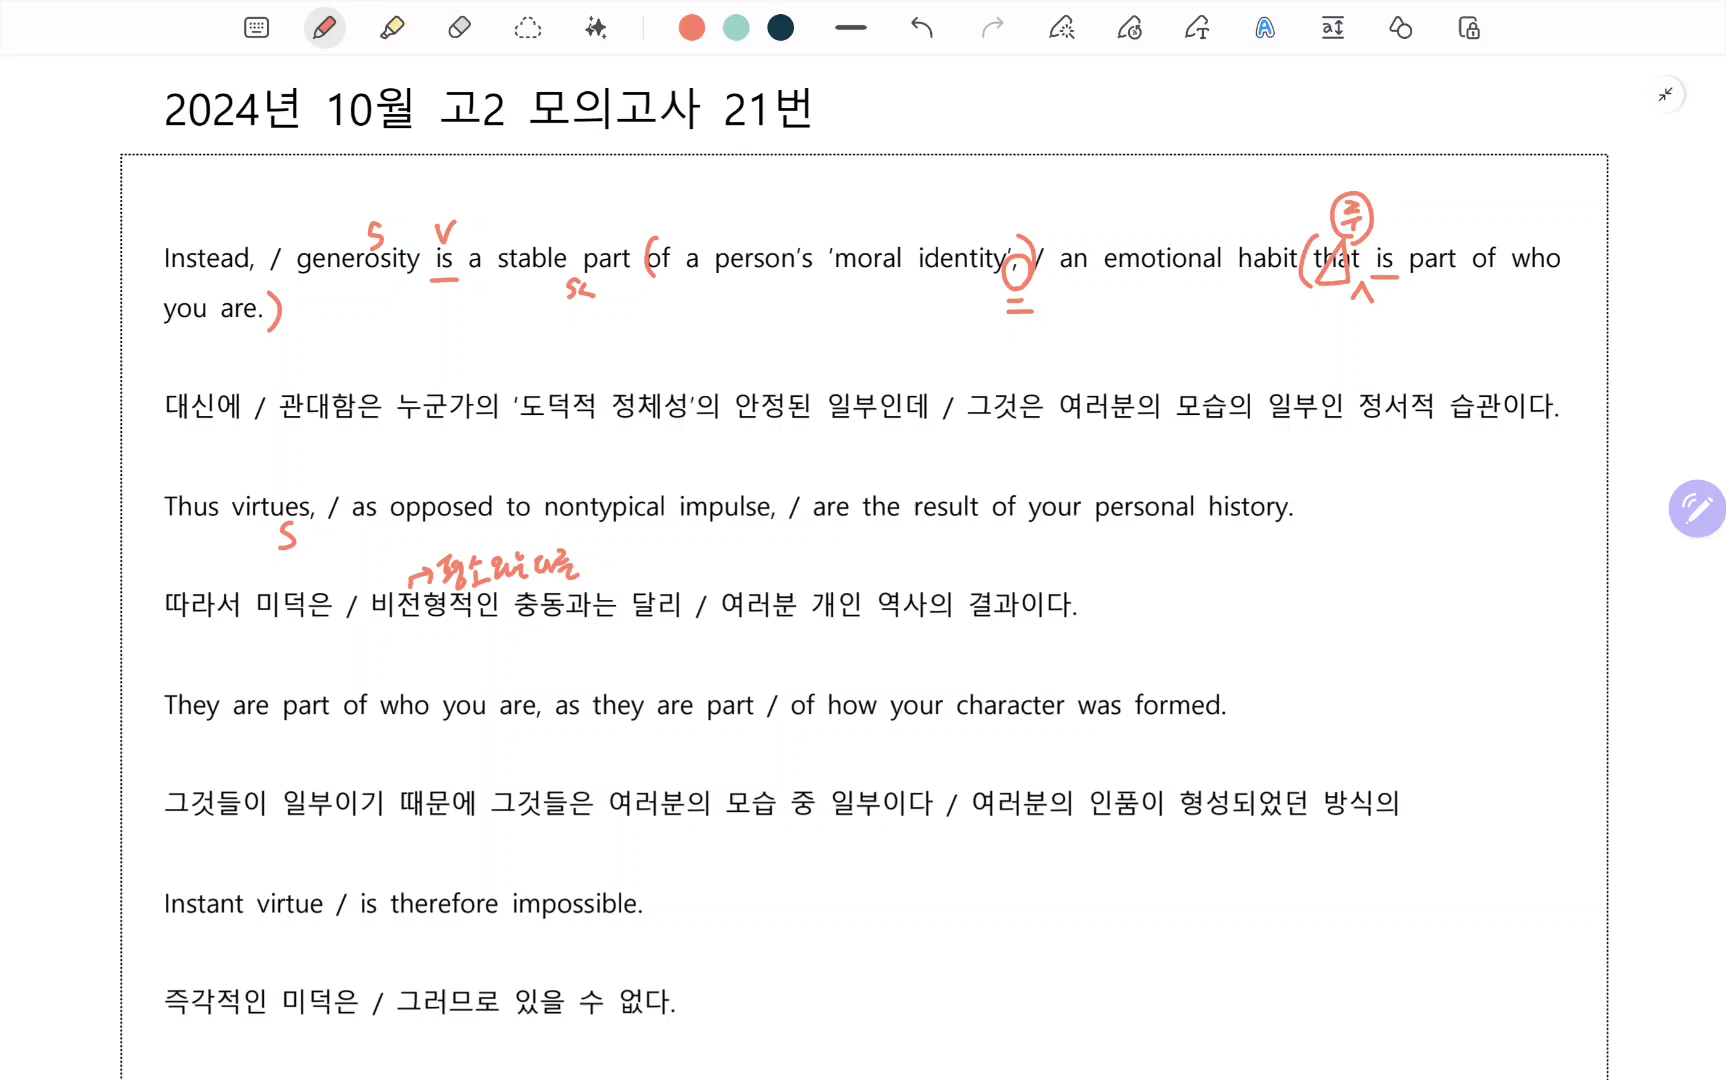 2024년 10월 고2 모의고사 21번
주
S V
Instead, / generosity is a stable part of a person's 'moral identity', / an emotional habit that is part of who
sc
you are.
대신에 / 관대함은 누군가의 '도덕적 정체성'의 안정된 일부인데 / 그것은 여러분의 모습의 일부인 정서적 습관이다.
Thus virtues, / as opposed to nontypical impulse, / are the result of your personal history.
S
→평소와는 다른
따라서 미덕은 / 비전형적인 충동과는 달리 / 여러분 개인 역사의 결과이다.
They are part of who you are, as they are part / of how your character was formed.
그것들이 일부이기 때문에 그것들은 여러분의 모습 중 일부이다 / 여러분의 인품이 형성되었던 방식의
Instant virtue / is therefore impossible.
즉각적인 미덕은 / 그러므로 있을 수 없다.